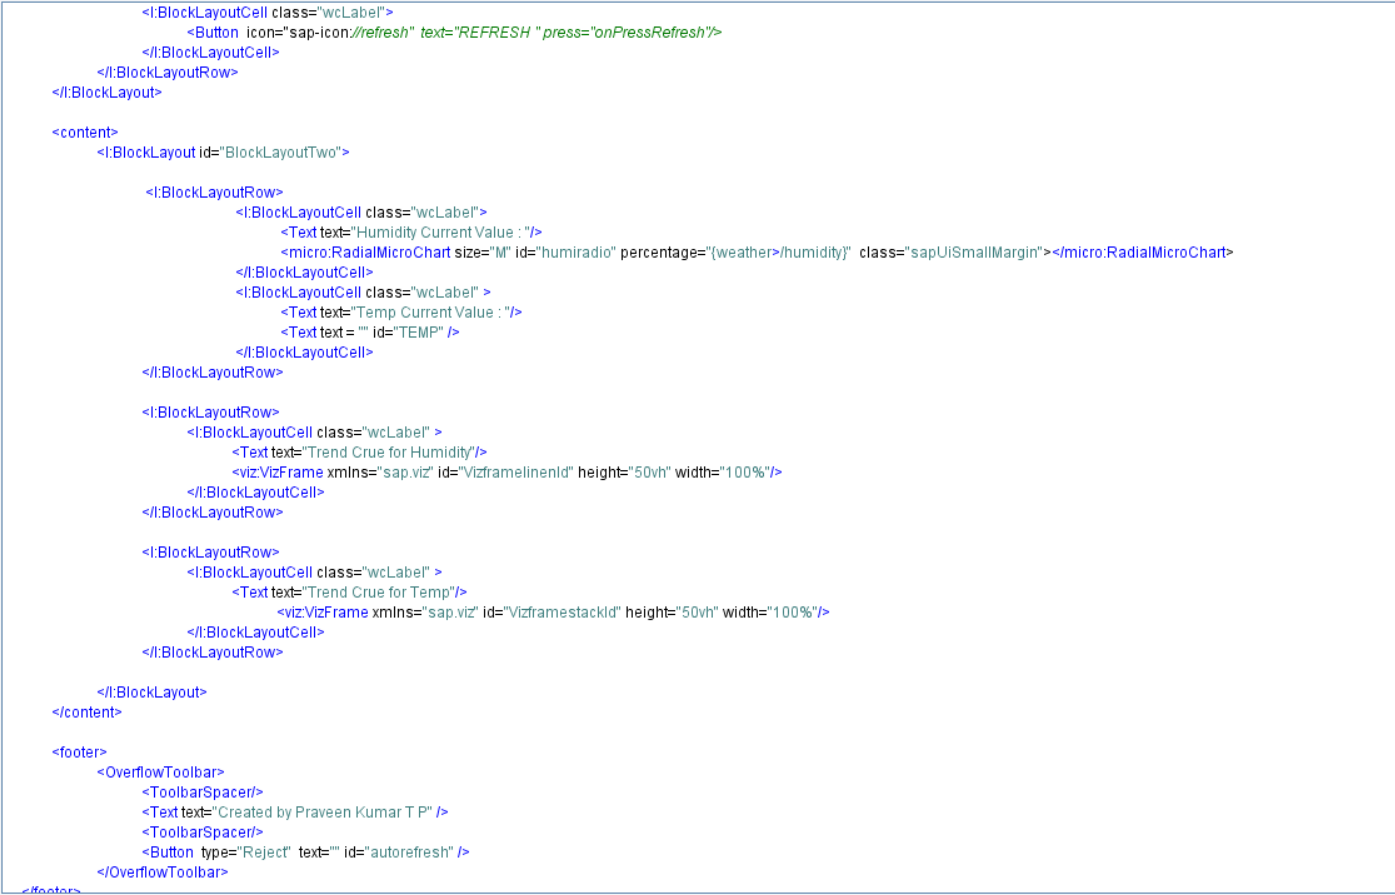 <l:BlockLayoutCell class="wcLabel">
<Button icon="sap-icon://refresh" text="REFRESH " press="onPressRefresh"/>
</l:BlockLayoutCell>
</l:BlockLayoutRow>
</l:BlockLayout>
<content>
<l:BlockLayout id="BlockLayoutTwo">
<l:BlockLayoutRow>
<l:BlockLayoutCell class="wcLabel">
<Text text="Humidity Current Value : "/>
<micro:RadialMicroChart size="M" id="humiradio" percentage="{weather>/humidity}" class="sapUiSmallMargin"></micro:RadialMicroChart>
</l:BlockLayoutCell>
<l:BlockLayoutCell class="wcLabel" >
<Text text="Temp Current Value : "/>
<Text text = "" id="TEMP" />
</l:BlockLayoutCell>
</l:BlockLayoutRow>
<l:BlockLayoutRow>
<l:BlockLayoutCell class="wcLabel" >
<Text text="Trend Crue for Humidity"/>
<viz:VizFrame xmlns="sap.viz" id="VizframelinenId" height="50vh" width="100%"/>
</l:BlockLayoutCell>
</l:BlockLayoutRow>
<l:BlockLayoutRow>
<l:BlockLayoutCell class="wcLabel" >
<Text text="Trend Crue for Temp"/>
<viz:VizFrame xmlns="sap.viz" id="VizframestackId" height="50vh" width="100%"/>
</l:BlockLayoutCell>
</l:BlockLayoutRow>
</l:BlockLayout>
</content>
<footer>
<OverflowToolbar>
<ToolbarSpacer/>
<Text text="Created by Praveen Kumar T P" />
<ToolbarSpacer/>
<Button type="Reject" text="" id="autorefresh" />
</OverflowToolbar>
</footer>